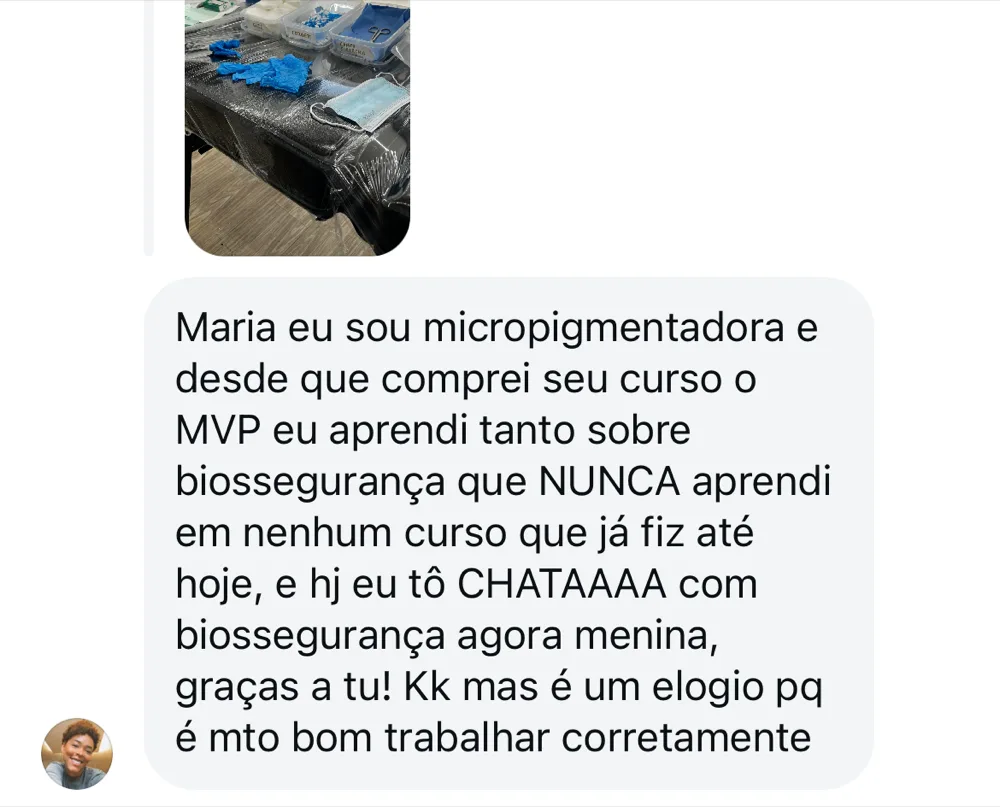 Maria eu sou micropigmentadora e
desde que comprei seu curso o
MVP eu aprendi tanto sobre
biossegurança que NUNCA aprendi
em nenhum curso que já fiz até
hoje, e hj eu tô CHATAAAA com
biossegurança agora menina,
graças a tu! Kk mas é um elogio pq
é mto bom trabalhar corretamente